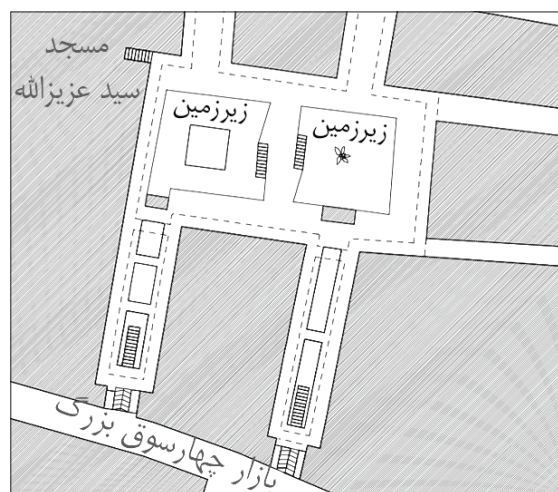 مسجد
سید عزیزالله
زیرزمین
زیرزمین
بازار چهارسوق بزرگ